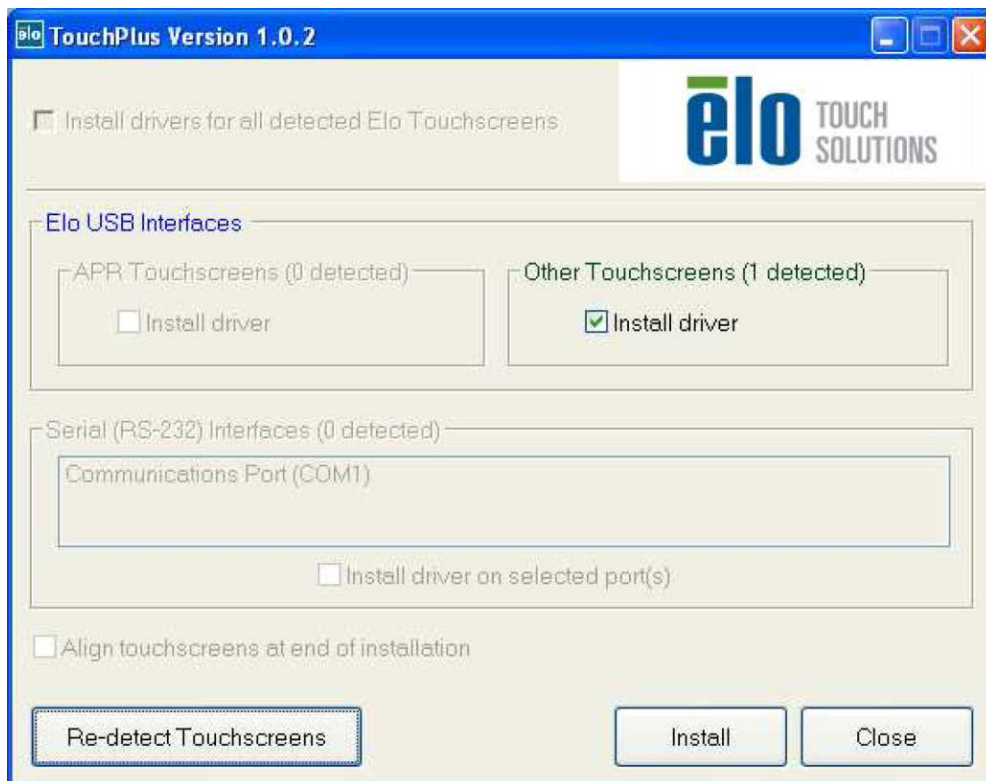 elo TouchPlus Version 1.0.2
Install drivers for all detected Elo Touchscreens
ēlo TOUCH
SOLUTIONS
Elo USB Interfaces
APR Touchscreens (0 detected)
Install driver
Other Touchscreens (1 detected)
Install driver
Serial (RS-232) Interfaces (0 detected)
Communications Port (COM1)
Install driver on selected port(s)
Align touchscreens at end of installation
Re-detect Touchscreens
Install
Close